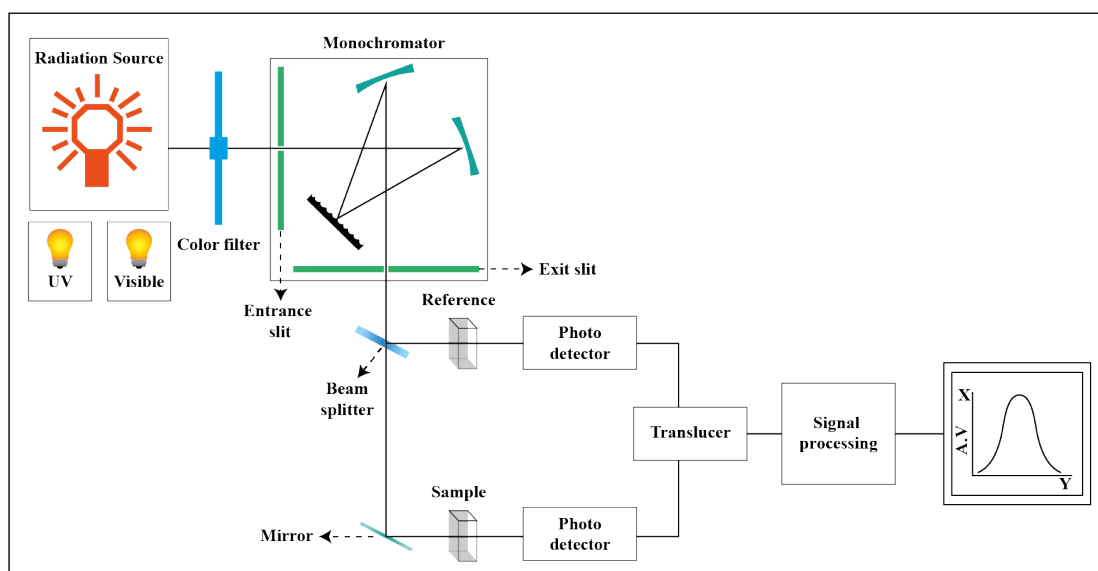 Monochromator
Radiation Source
UV
Visible
Color filter
Entrance
slit
Exit slit
Reference
Beam
splitter
Photo
detector
Translucer
Signal
processing
X
A.V
Y
Sample
Mirror
Photo
detector